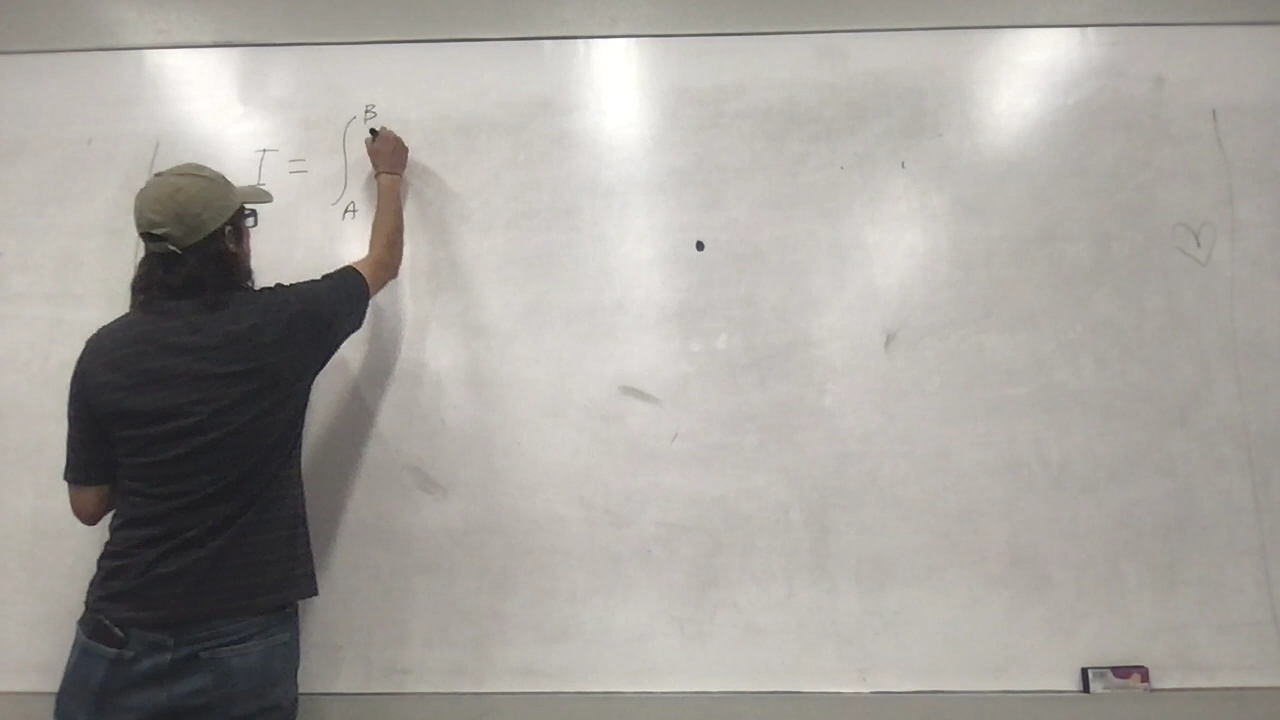 I = ∫_A^B